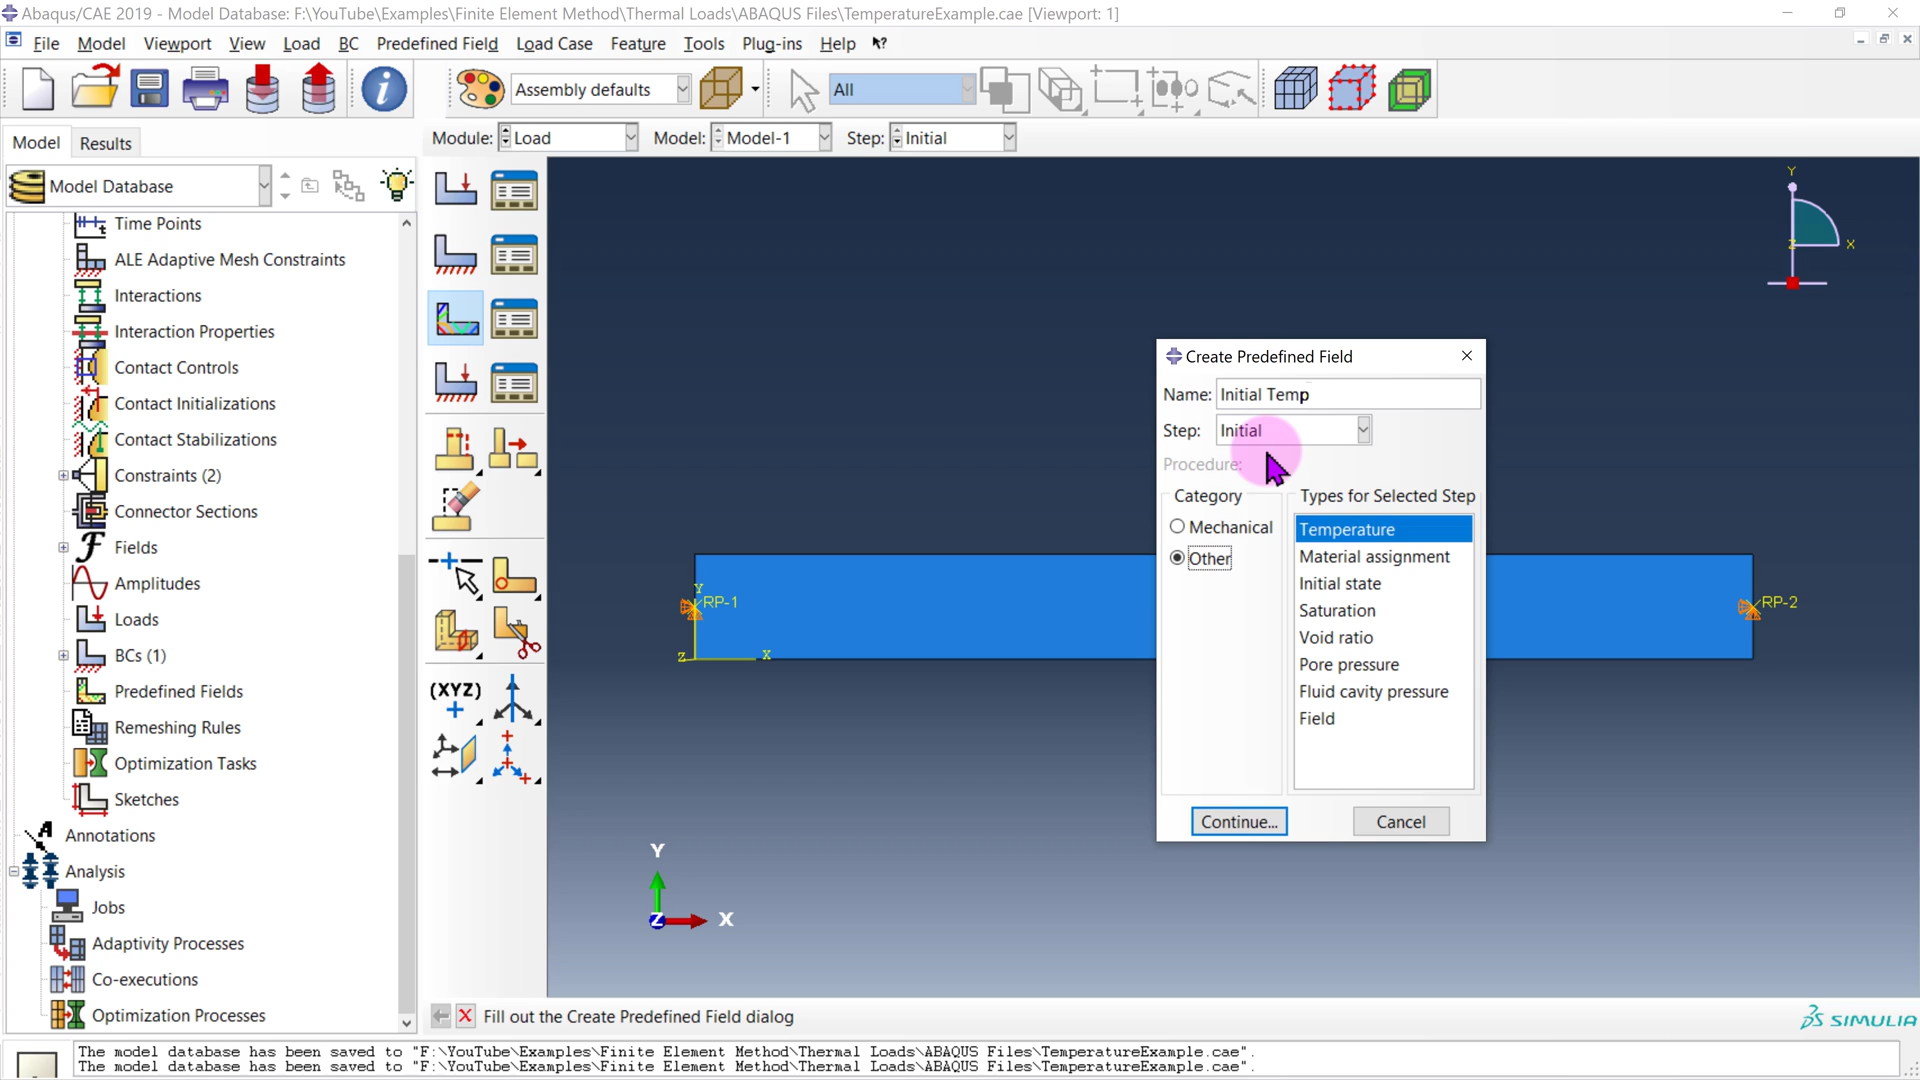 Abaqus/CAE 2019 - Model Database: F:\YouTube\Examples\Finite Element Method\Thermal Loads\ABAQUS Files\TemperatureExample.cae [Viewport: 1]
File Model Viewport View Load BC Predefined Field Load Case Feature Tools Plug-ins Help
Assembly defaults All
Model Results Module: Load Model: Model-1 Step: Initial
Model Database
Time Points
ALE Adaptive Mesh Constraints
Interactions
Interaction Properties
Contact Controls
Contact Initializations
Contact Stabilizations
Constraints (2)
Connector Sections
Fields
Amplitudes
Loads
BCs (1)
Predefined Fields
Remeshing Rules
Optimization Tasks
Sketches
Annotations
Analysis
Jobs
Adaptivity Processes
Co-executions
Optimization Processes
(XYZ)
Y
X
Z
RP-1
Y
Z
X
RP-2
Y
Z
X
Create Predefined Field
Name: Initial Temp
Step: Initial
Procedure:
Category
Mechanical
Other
Types for Selected Step
Temperature
Material assignment
Initial state
Saturation
Void ratio
Pore pressure
Fluid cavity pressure
Field
Continue... Cancel
Fill out the Create Predefined Field dialog
SIMULIA
The model database has been saved to "F:\YouTube\Examples\Finite Element Method\Thermal Loads\ABAQUS Files\TemperatureExample.cae".
The model database has been saved to "F:\YouTube\Examples\Finite Element Method\Thermal Loads\ABAQUS Files\TemperatureExample.cae".